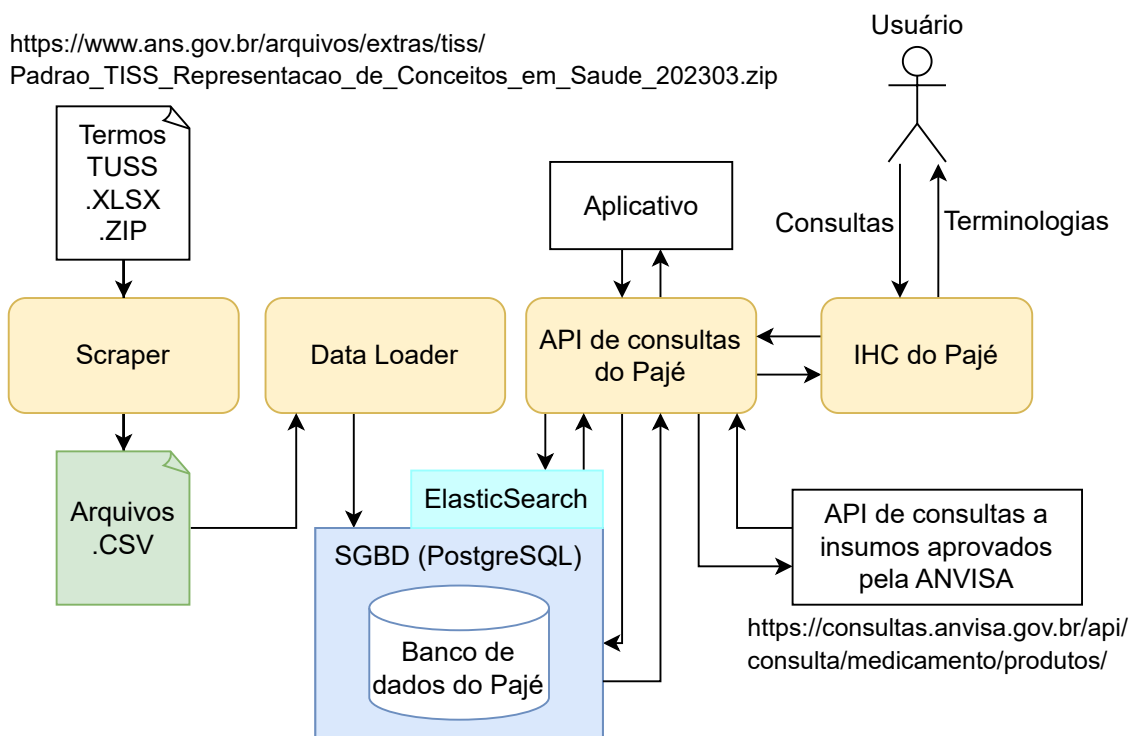 https://www.ans.gov.br/arquivos/extras/tiss/
Padrao_TISS_Representacao_de_Conceitos_em_Saude_202303.zip
Usuário
Termos
TUSS
.XLSX
.ZIP
Aplicativo
Consultas
Terminologias
Scraper
Data Loader
API de consultas
do Pajé
IHC do Pajé
Arquivos
.CSV
ElasticSearch
SGBD (PostgreSQL)
Banco de
dados do Pajé
API de consultas a
insumos aprovados
pela ANVISA
https://consultas.anvisa.gov.br/api/
consulta/medicamento/produtos/